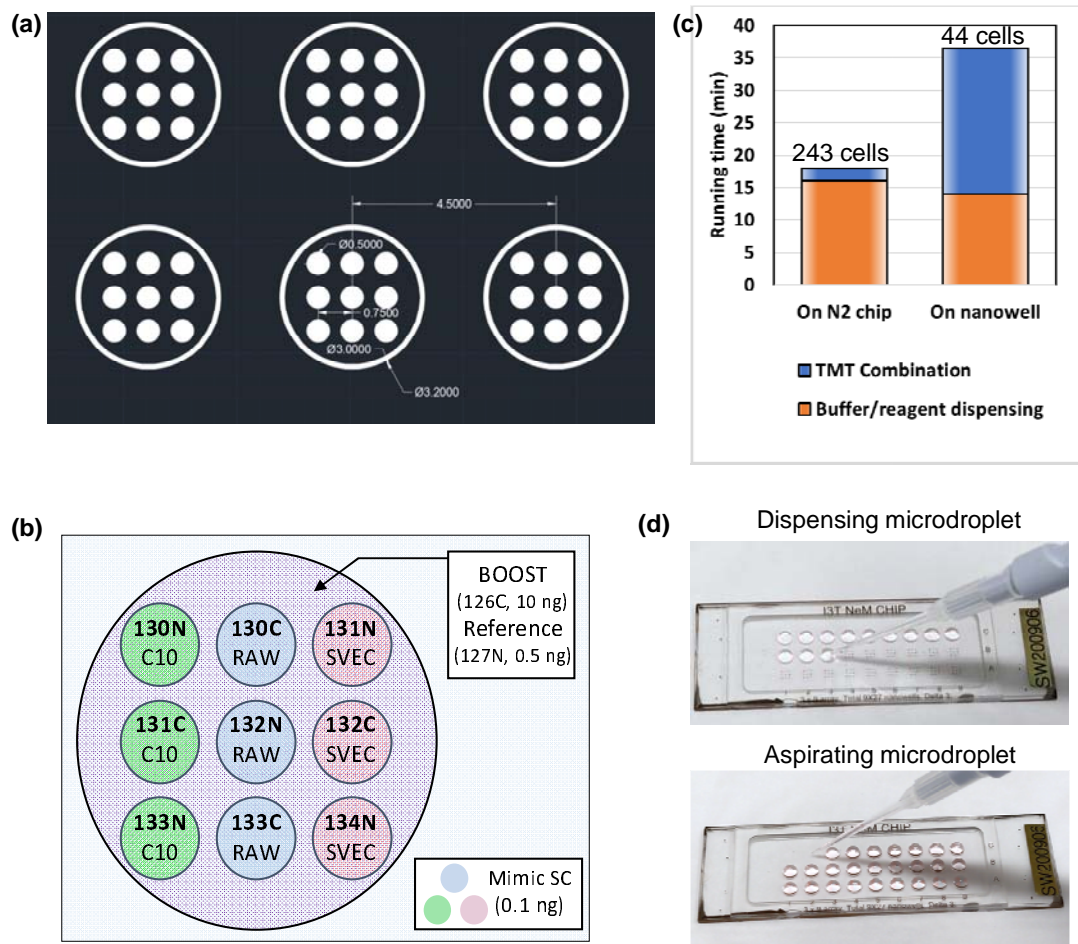 (a)
4.5000
Ø0.5000
0.7500
Ø3.0000
Ø3.2000
(c)
Running time (min)
40
35
30
25
20
15
10
5
0
44 cells
243 cells
On N2 chip
On nanowell
TMT Combination
Buffer/reagent dispensing
(b)
BOOST
(126C, 10 ng)
Reference
(127N, 0.5 ng)
130N
C10
130C
RAW
131N
SVEC
131C
C10
132N
RAW
132C
SVEC
133N
C10
133C
RAW
134N
SVEC
Mimic SC
(0.1 ng)
(d)
Dispensing microdroplet
CHIP
SW200906
Aspirating microdroplet
CHIP